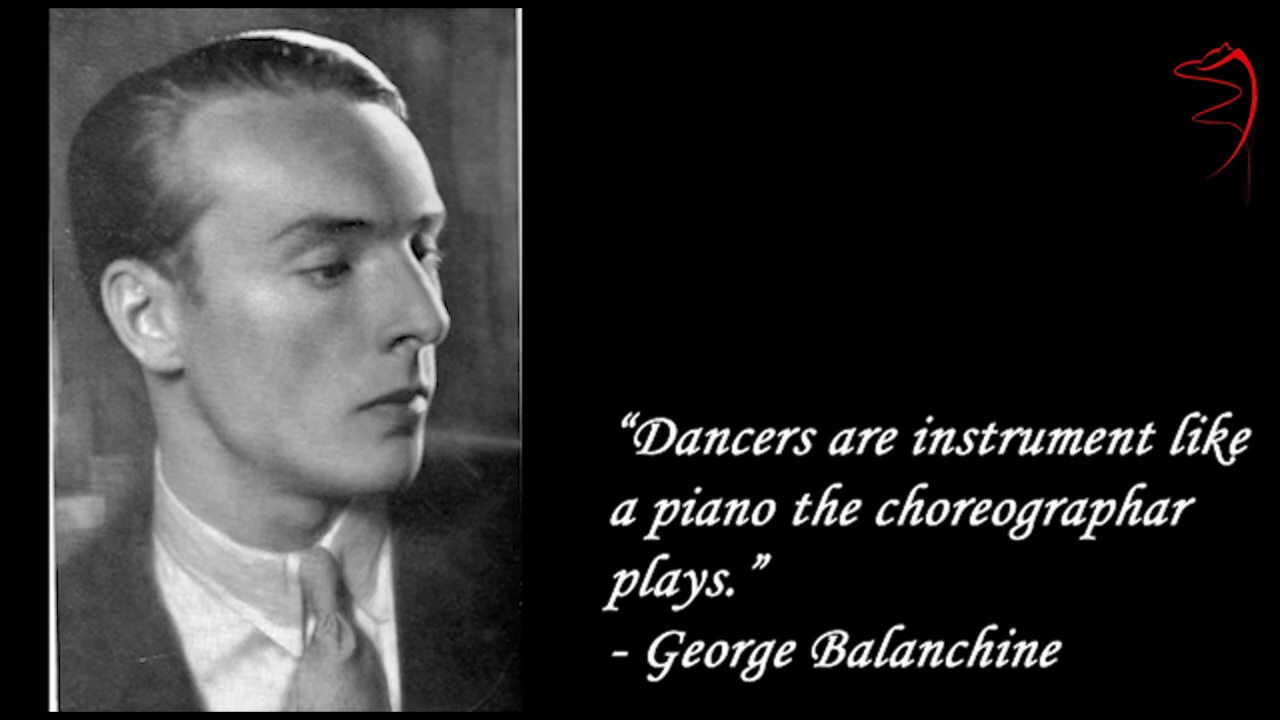 “Dancers are instrument like
a piano the choreographar
plays.”
- George Balanchine